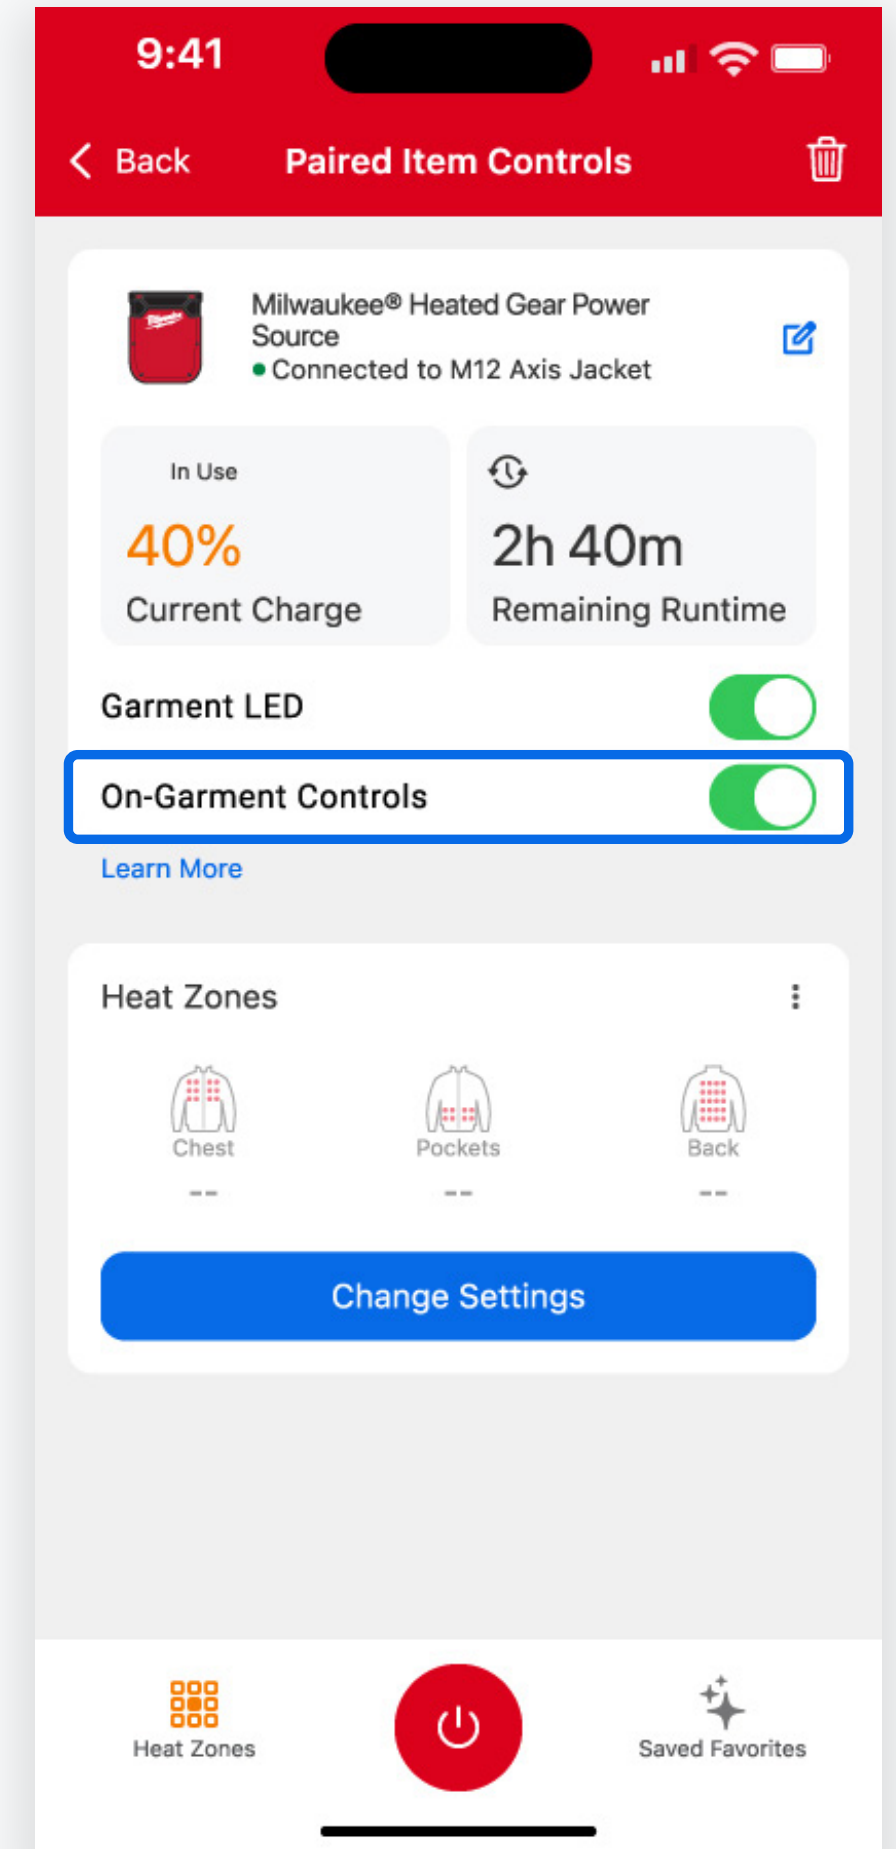 9:41
Back
Paired Item Controls
Milwaukee
Milwaukee® Heated Gear Power
Source
Connected to M12 Axis Jacket
In Use
40%
Current Charge
2h 40m
Remaining Runtime
Garment LED
On-Garment Controls
Learn More
Heat Zones
Chest
Pockets
Back
--
--
--
Change Settings
Heat Zones
Saved Favorites